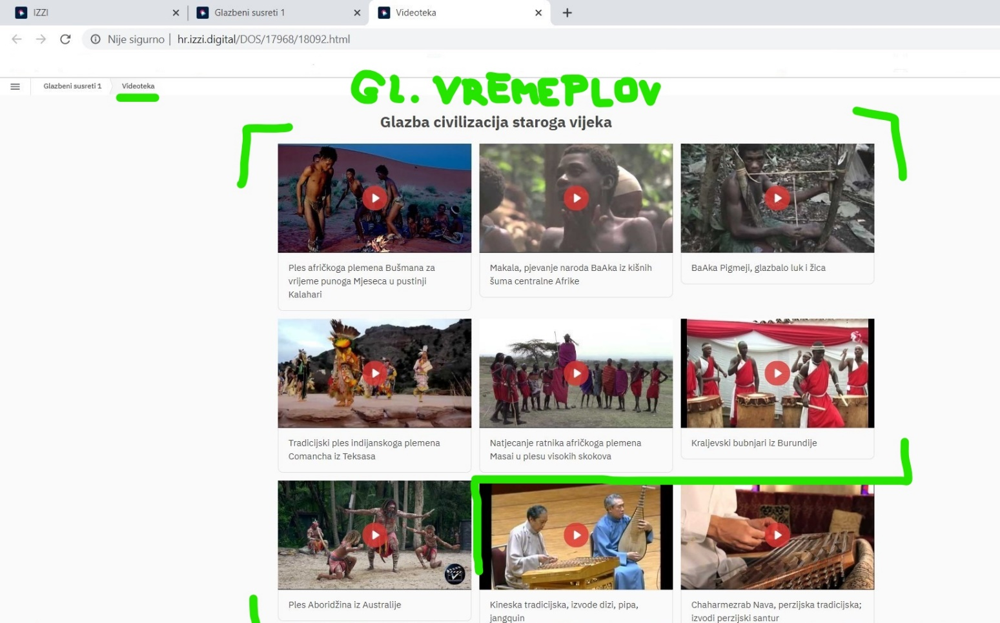 IZZI
Glazbeni susreti 1
Videoteka
Nije sigurno | hr.izzi.digital/DOS/17968/18092.html
Glazbeni susreti 1
Videoteka
GL. VREMEPLOV
Glazba civilizacija staroga vijeka
Ples afričkoga plemena Bušmana za
vrijeme punoga Mjeseca u pustinji
Kalahari
Makala, pjevanje naroda BaAka iz kišnih
šuma centralne Afrike
BaAka Pigmeji, glazbalo luk i žica
Tradicijski ples indijanskoga plemena
Comancha iz Teksasa
Natjecanje ratnika afričkoga plemena
Masai u plesu visokih skokova
Kraljevski bubnjari iz Burundije
Ples Aboridžina iz Australije
Kineska tradicijska, izvode dizi, pipa,
jangquin
Chaharmezrab Nava, perzijska tradicijska;
izvodi perzijski santur